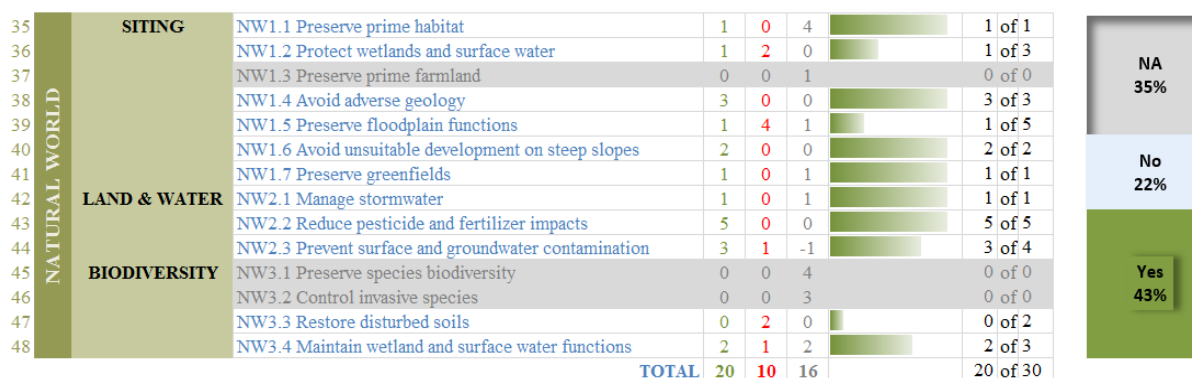 35 SITING NW1.1 Preserve prime habitat 1 0 4 1 of 1
36 NW1.2 Protect wetlands and surface water 1 2 0 1 of 3
37 NW1.3 Preserve prime farmland 0 0 1 0 of 0
38 NW1.4 Avoid adverse geology 3 0 0 3 of 3
39 NW1.5 Preserve floodplain functions 1 4 1 1 of 5
40 NW1.6 Avoid unsuitable development on steep slopes 2 0 0 2 of 2
41 NW1.7 Preserve greenfields 1 0 1 1 of 1
42 LAND & WATER NW2.1 Manage stormwater 1 0 1 1 of 1
43 NW2.2 Reduce pesticide and fertilizer impacts 5 0 0 5 of 5
44 NW2.3 Prevent surface and groundwater contamination 3 1 -1 3 of 4
45 BIODIVERSITY NW3.1 Preserve species biodiversity 0 0 4 0 of 0
46 NW3.2 Control invasive species 0 0 3 0 of 0
47 NW3.3 Restore disturbed soils 0 2 0 0 of 2
48 NW3.4 Maintain wetland and surface water functions 2 1 2 2 of 3
TOTAL 20 10 16 20 of 30
NATURAL WORLD
NA
35%
No
22%
Yes
43%